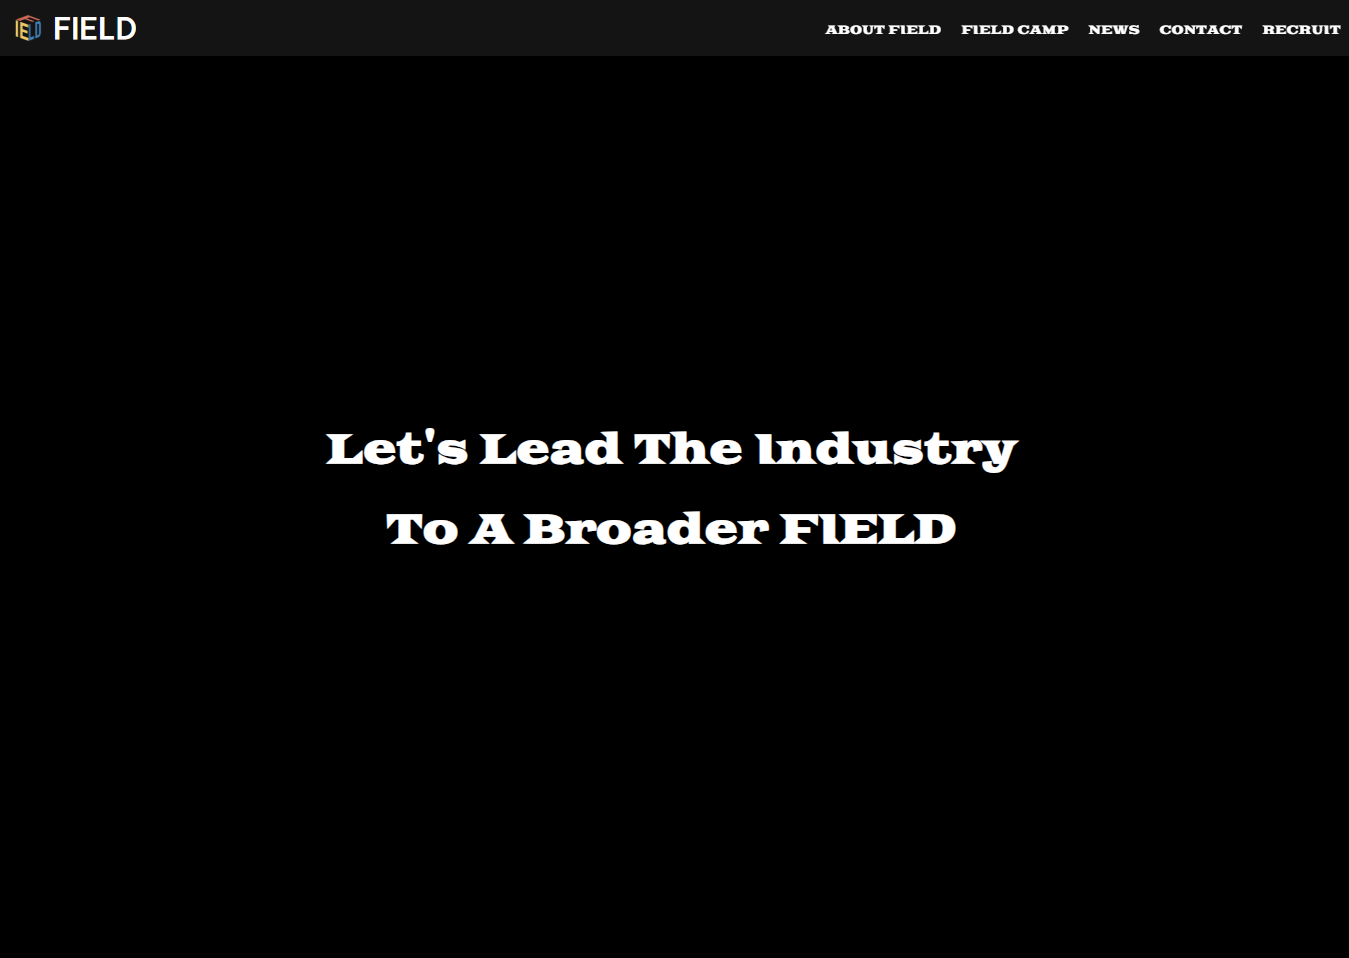 FIELD
ABOUT FIELD FIELD CAMP NEWS CONTACT RECRUIT
Let's Lead The Industry
To A Broader FIELD